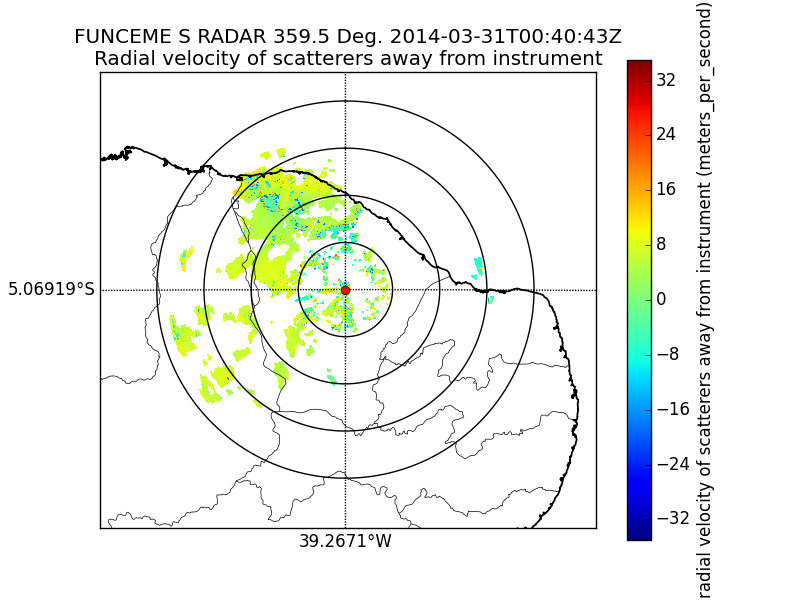 FUNCEME S RADAR 359.5 Deg. 2014-03-31T00:40:43Z
Radial velocity of scatterers away from instrument
5.06919°S
39.2671°W
32
24
16
8
0
−8
−16
−24
−32
radial velocity of scatterers away from instrument (meters_per_second)